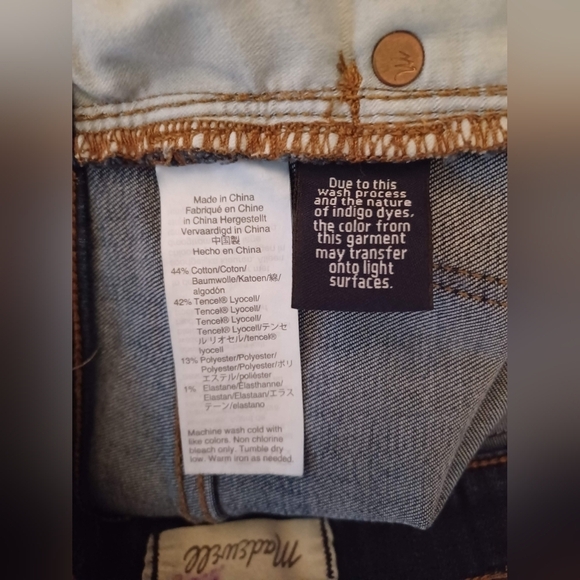 Made in China
Fabriqué en Chine
in China Hergestellt
Vervaardigd in China
中国製
Hecho en China
44% Cotton/Coton/
Baumwolle/Katoen/綿/
algodón
42% Tencel® Lyocell/
Tencel® Lyocell/
Tencel® Lyocell/
Tencel® Lyocell/テンセ
ル リオセル/tencel®
lyocell
13% Polyester/Polyester/
Polyester/Polyester/ポリ
エステル/poliéster
1% Elastane/Élasthanne/
Elastan/Elastaan/エラス
テーン/elastano
Machine wash cold with
like colors. Non chlorine
bleach only. Tumble dry
low. Warm iron as needed.
Due to this
wash process
and the nature
of indigo dyes,
the color from
this garment
may transfer
onto light
surfaces.
Madewell